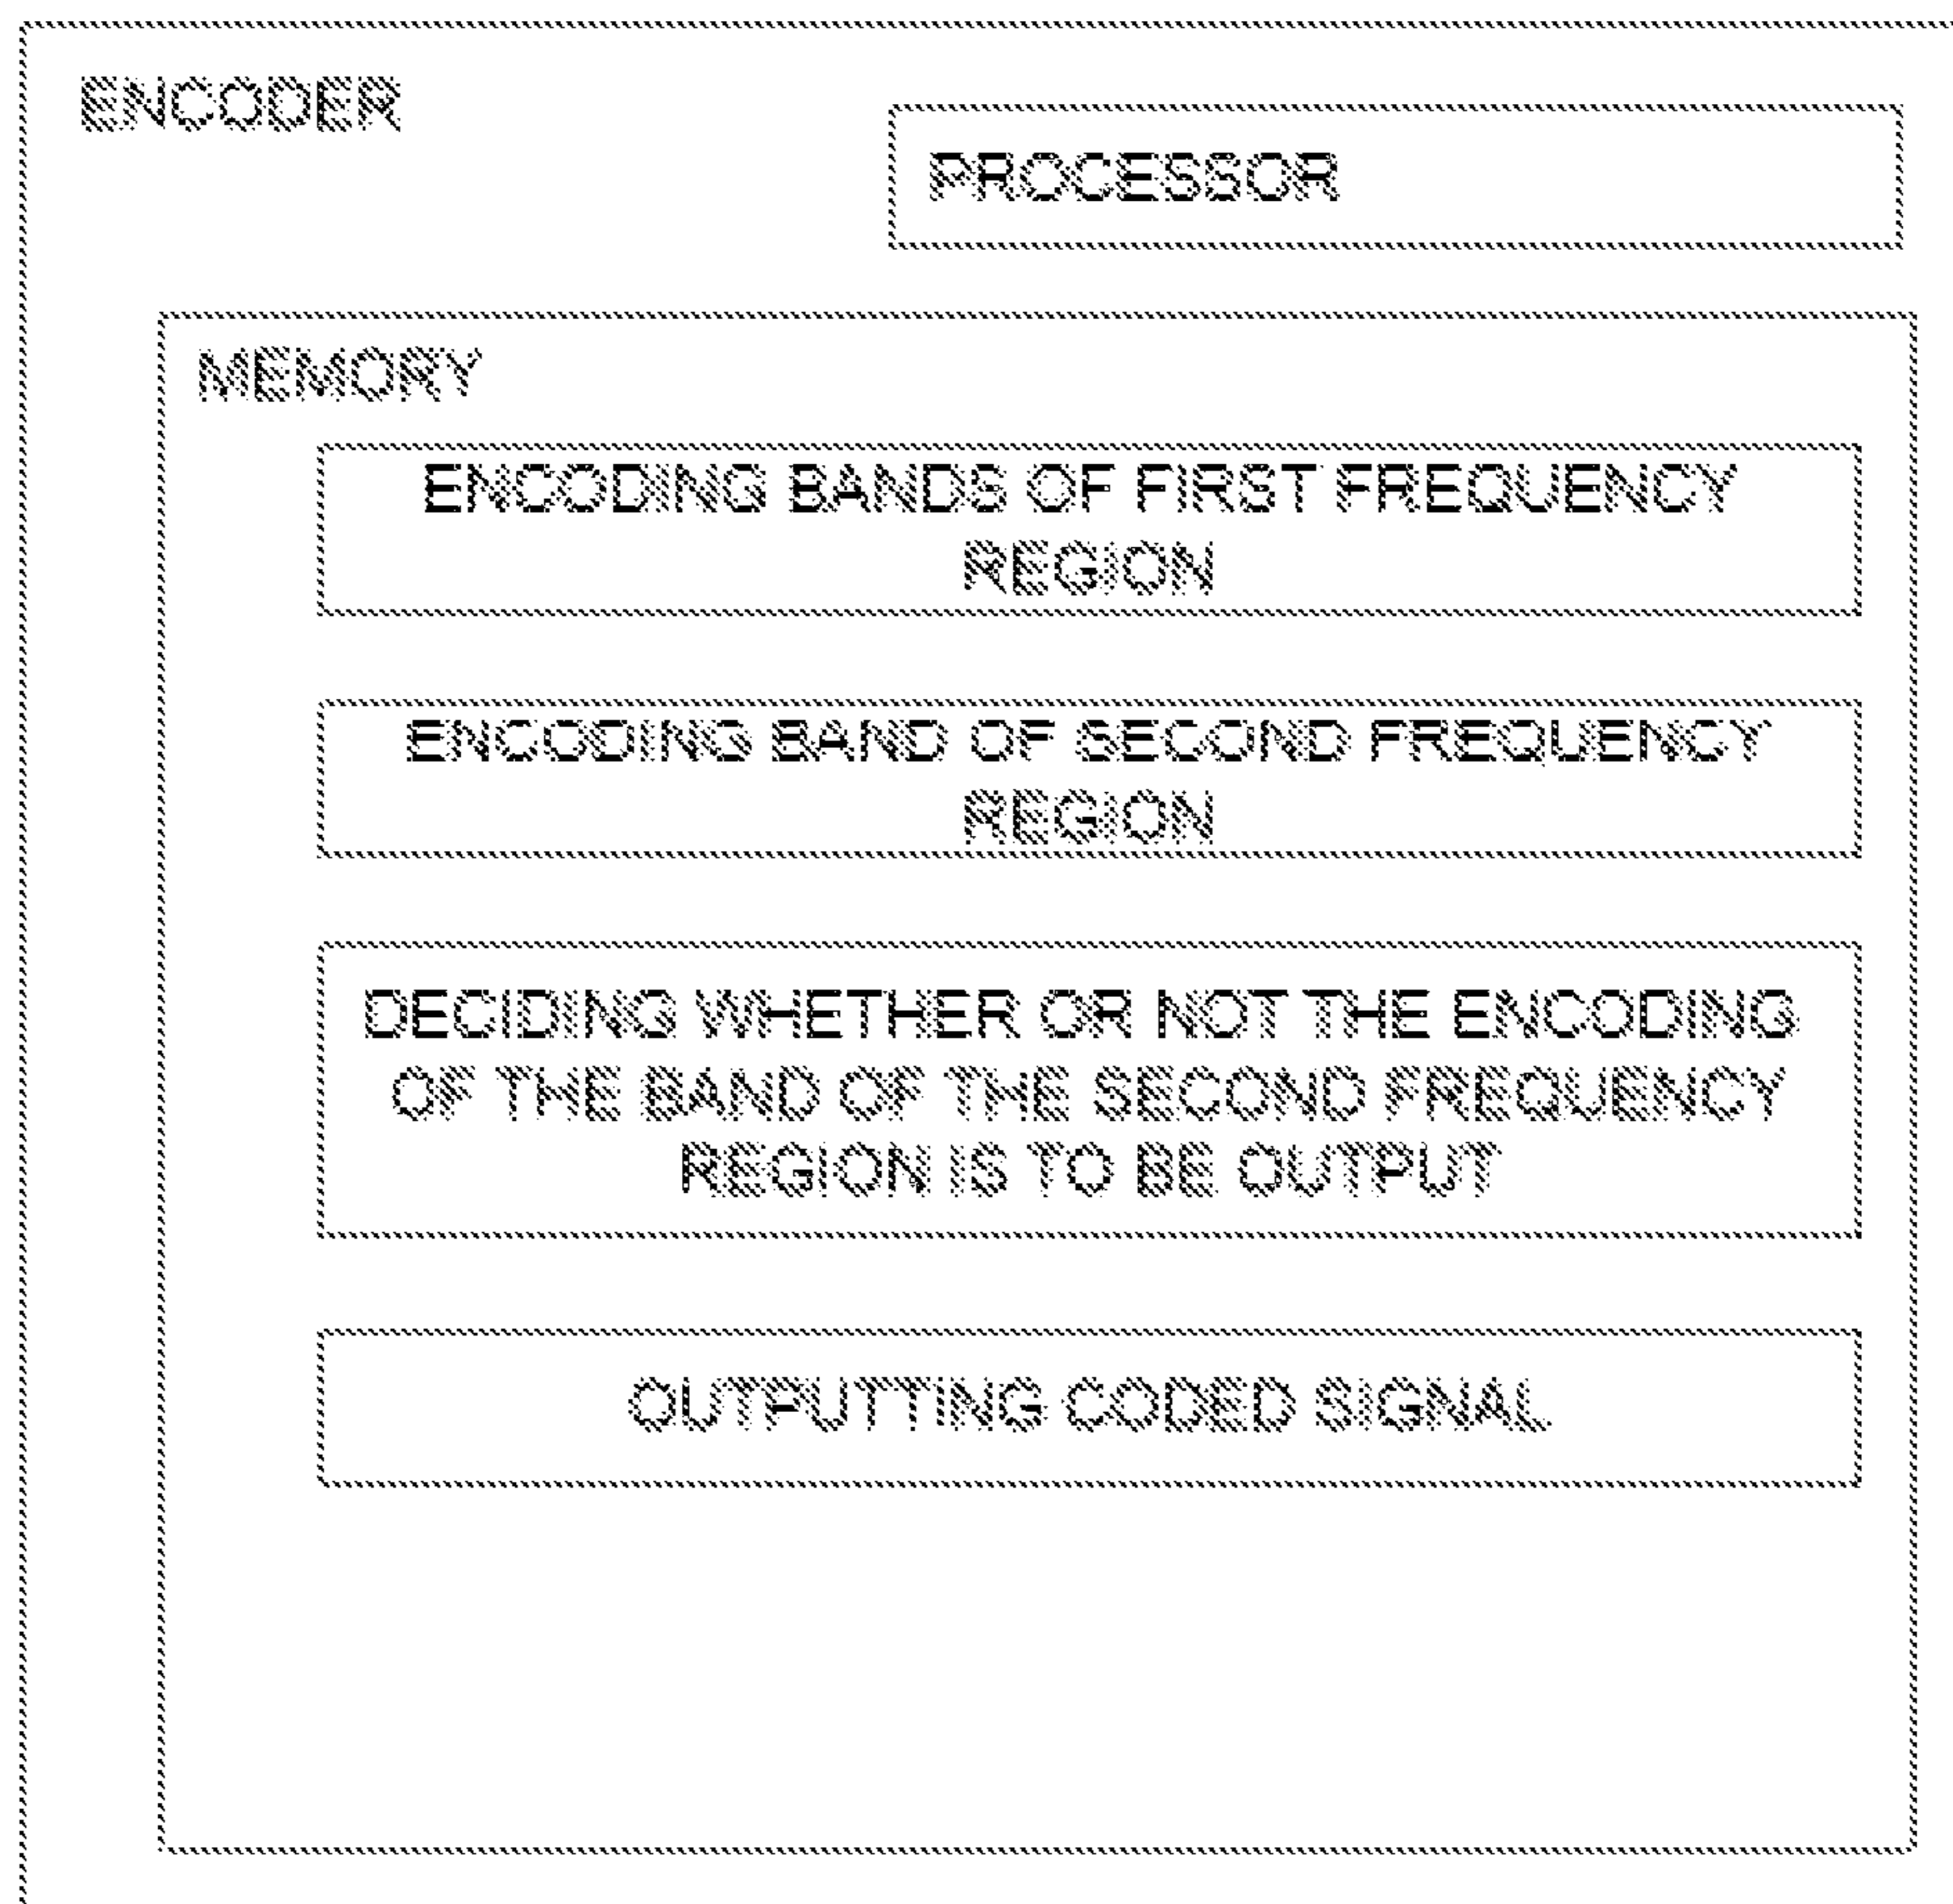 ENCODER
PROCESSOR
MEMORY
ENCODING BANDS OF FIRST FREQUENCY
REGION
ENCODING BAND OF SECOND FREQUENCY
REGION
DECIDING WHETHER OR NOT THE ENCODING
OF THE BAND OF THE SECOND FREQUENCY
REGION IS TO BE OUTPUT
OUTPUTTING CODED SIGNAL